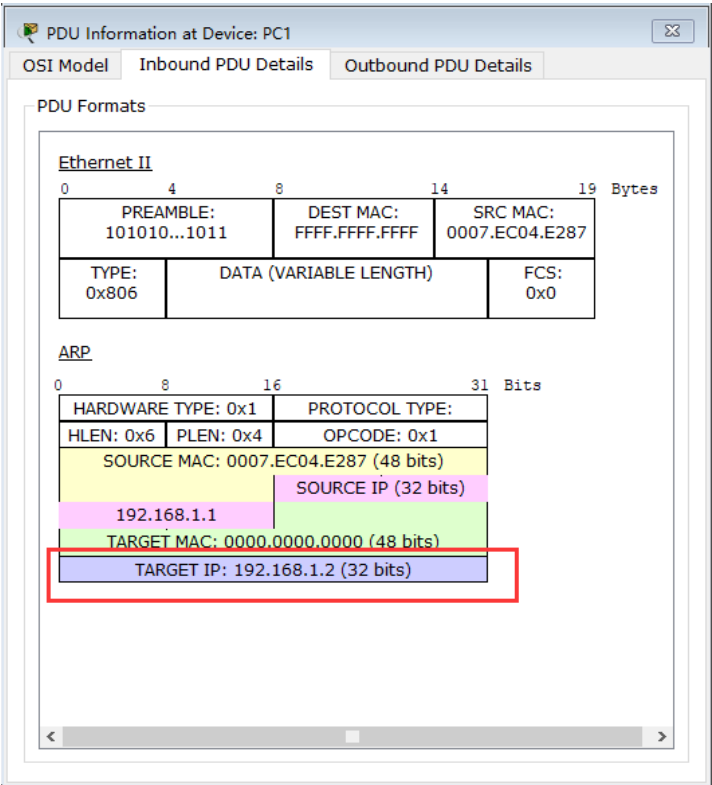 PDU Information at Device: PC1
OSI Model Inbound PDU Details Outbound PDU Details
PDU Formats
Ethernet II
0 4 8 14 19 Bytes
PREAMBLE: DEST MAC: SRC MAC:
101010...1011 FFFF.FFFF.FFFF 0007.EC04.E287
TYPE: DATA (VARIABLE LENGTH) FCS:
0x806 0x0
ARP
0 8 16 31 Bits
HARDWARE TYPE: 0x1 PROTOCOL TYPE:
HLEN: 0x6 PLEN: 0x4 OPCODE: 0x1
SOURCE MAC: 0007.EC04.E287 (48 bits)
SOURCE IP (32 bits)
192.168.1.1
TARGET MAC: 0000.0000.0000 (48 bits)
TARGET IP: 192.168.1.2 (32 bits)